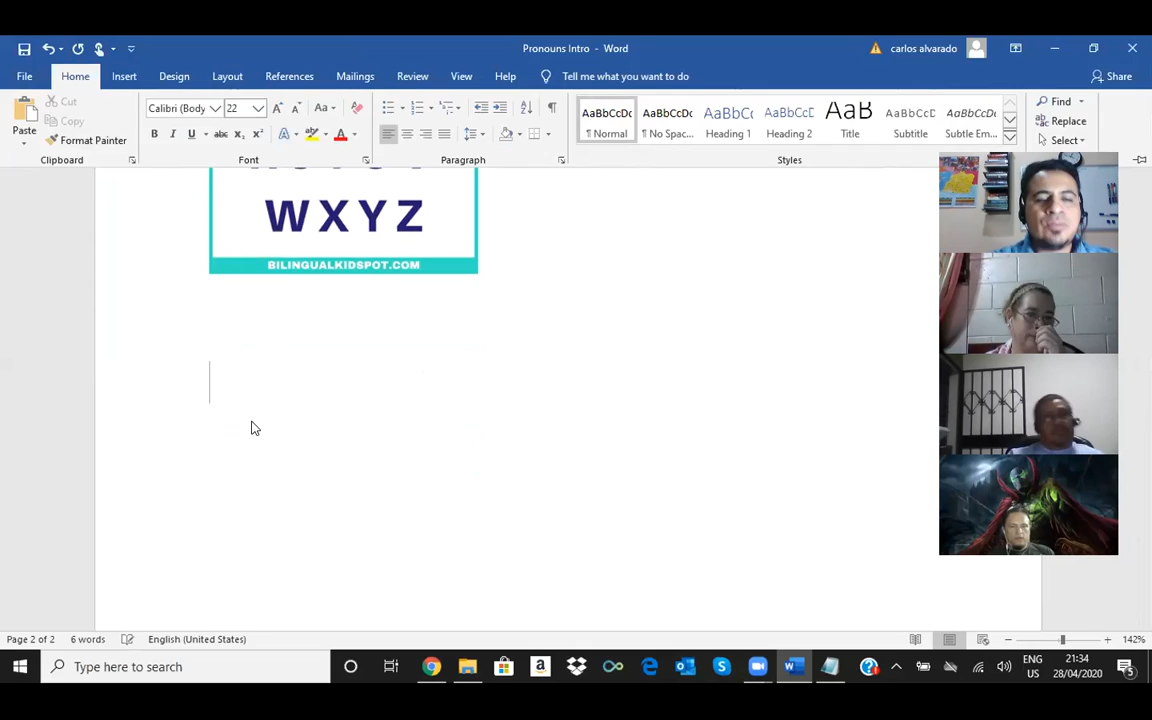 Pronouns Intro - Word
carlos alvarado
File Home Insert Design Layout References Mailings Review View Help Tell me what you want to do Share
Paste
Cut
Copy
Format Painter
Clipboard
Calibri (Body 22
Aa
Font
Paragraph
AaBbCcDc AaBbCcDc AaBbCc AaBbCcD AaB AaBbCcD AaBbCcDc
¶ Normal ¶ No Spac... Heading 1 Heading 2 Title Subtitle Subtle Em...
Styles
Find
Replace
Select
W X Y Z
BILINGUALKIDSPOT.COM
Page 2 of 2 6 words English (United States) 142%
Type here to search
ENG
US
21:34
28/04/2020
5